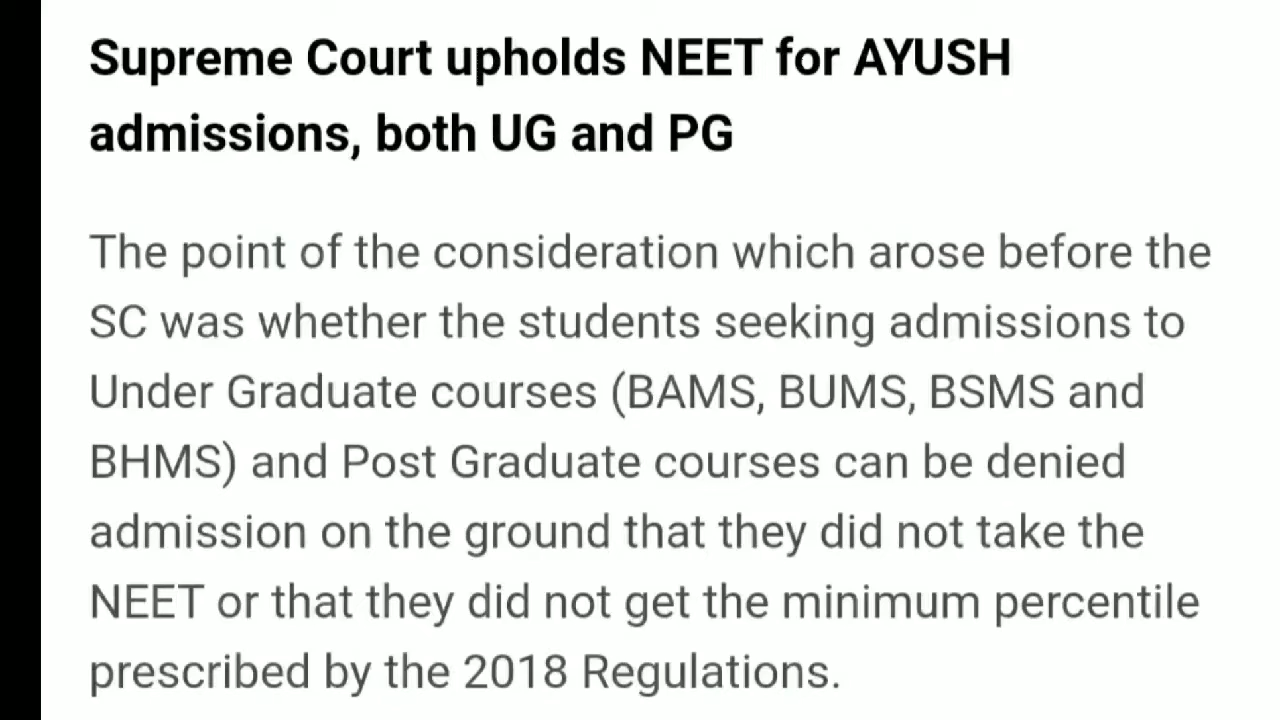 Supreme Court upholds NEET for AYUSH
admissions, both UG and PG
The point of the consideration which arose before the
SC was whether the students seeking admissions to
Under Graduate courses (BAMS, BUMS, BSMS and
BHMS) and Post Graduate courses can be denied
admission on the ground that they did not take the
NEET or that they did not get the minimum percentile
prescribed by the 2018 Regulations.